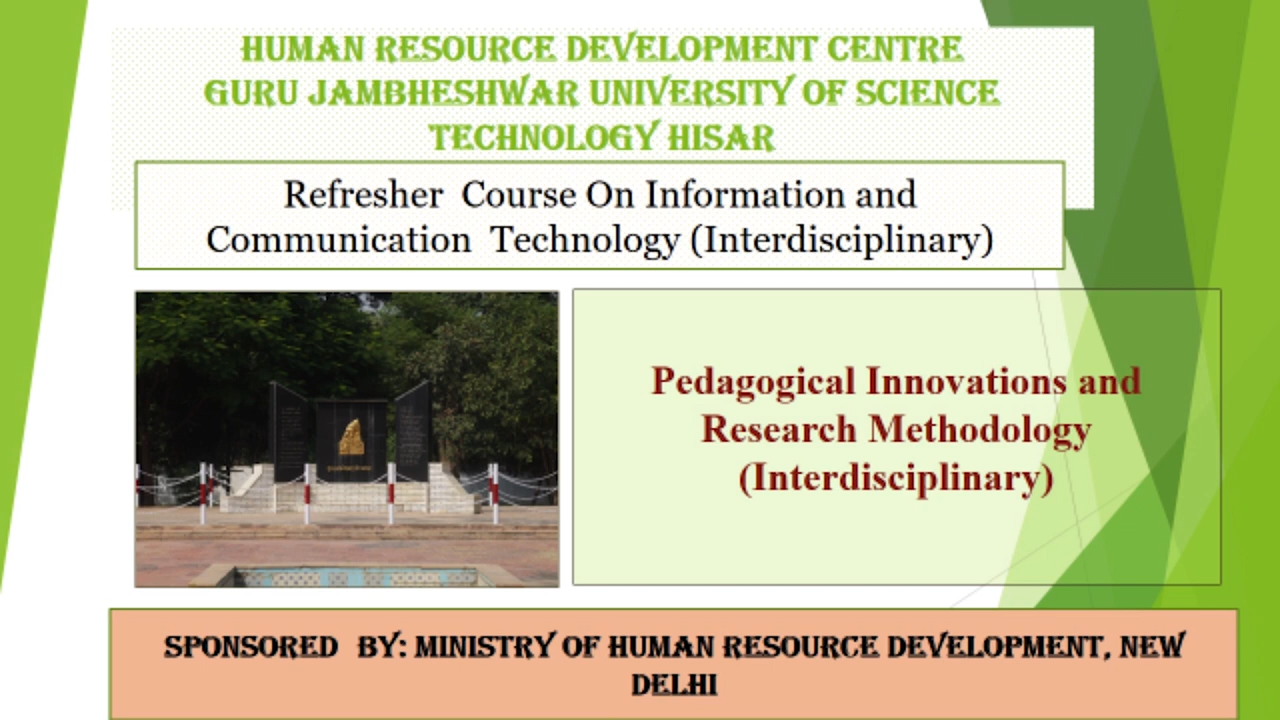 HUMAN RESOURCE DEVELOPMENT CENTRE
GURU JAMBHESHWAR UNIVERSITY OF SCIENCE
TECHNOLOGY HISAR
Refresher Course On Information and
Communication Technology (Interdisciplinary)
Pedagogical Innovations and
Research Methodology
(Interdisciplinary)
SPONSORED BY: MINISTRY OF HUMAN RESOURCE DEVELOPMENT, NEW
DELHI